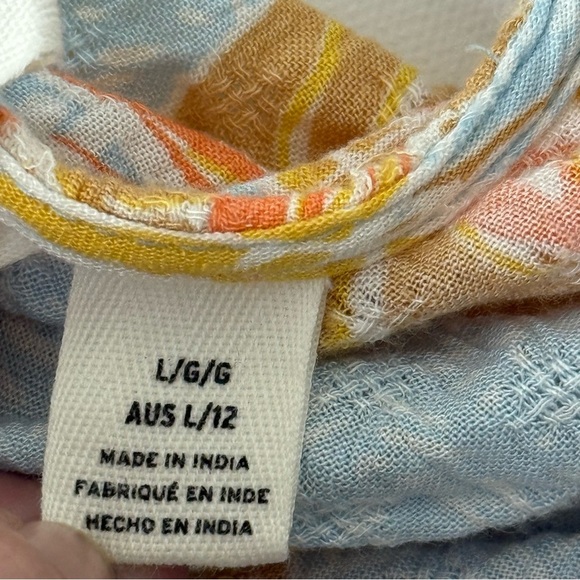 L/G/G
AUS L/12
MADE IN INDIA
FABRIQUÉ EN INDE
HECHO EN INDIA